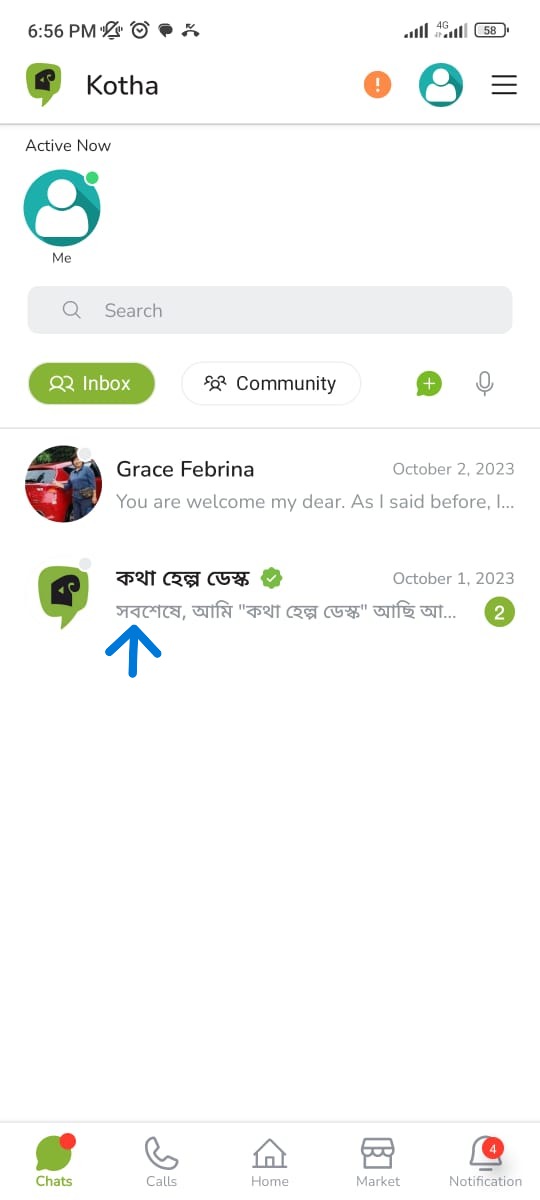 6:56 PM
4G
58
Kotha
Active Now
Me
Search
Inbox
Community
Grace Febrina
October 2, 2023
You are welcome my dear. As I said before, I...
কথা হেল্প ডেস্ক
October 1, 2023
সবশেষে, আমি "কথা হেল্প ডেস্ক" আছি আ...
2
4
Chats
Calls
Home
Market
Notification